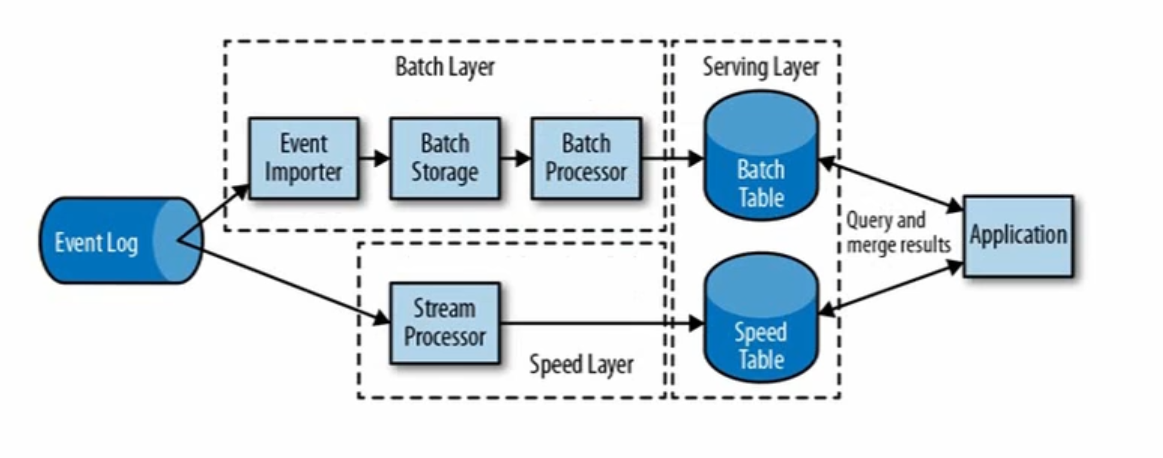 Batch Layer
Serving Layer
Event
Importer
Batch
Storage
Batch
Processor
Batch
Table
Event Log
Query and
merge results
Application
Stream
Processor
Speed Layer
Speed
Table